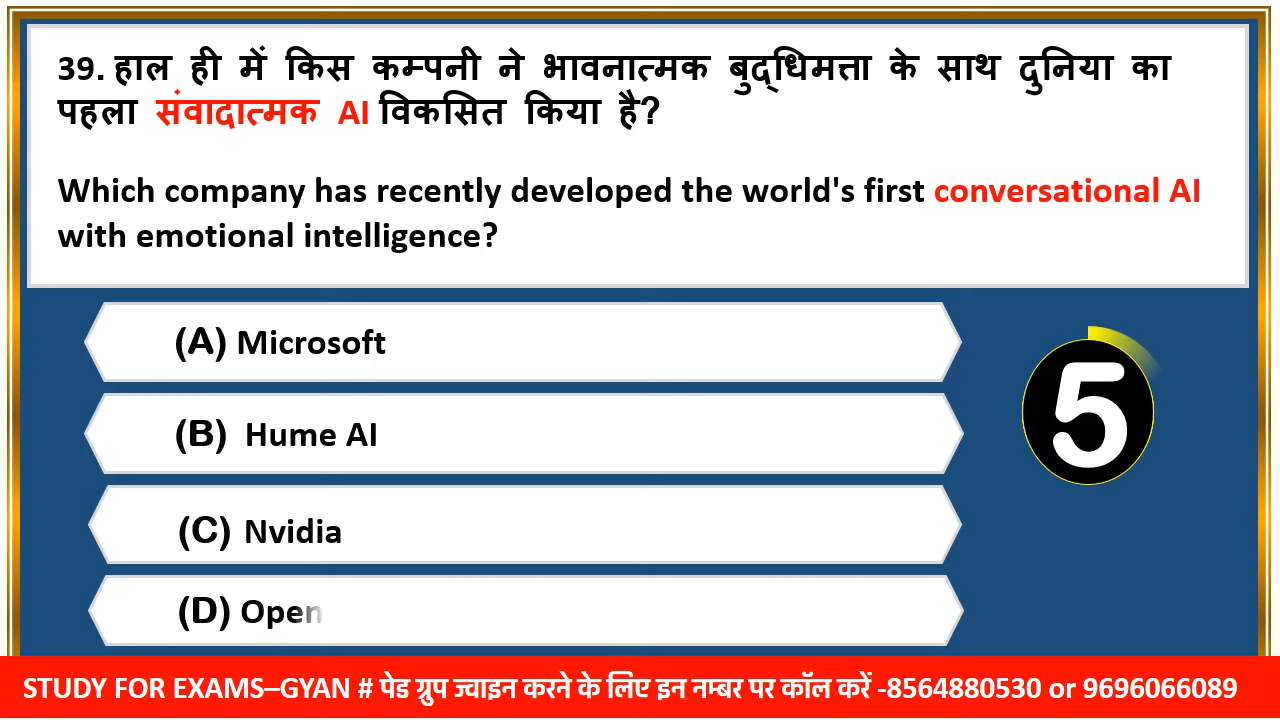 39. हाल ही में किस कम्पनी ने भावनात्मक बुद्धिमत्ता के साथ दुनिया का
पहला संवादात्मक AI विकसित किया है?
Which company has recently developed the world's first conversational AI
with emotional intelligence?
(A) Microsoft
(B) Hume AI
5
(C) Nvidia
(D) Open
STUDY FOR EXAMS–GYAN # पेड ग्रुप ज्वाइन करने के लिए इन नम्बर पर कॉल करें -8564880530 or 9696066089